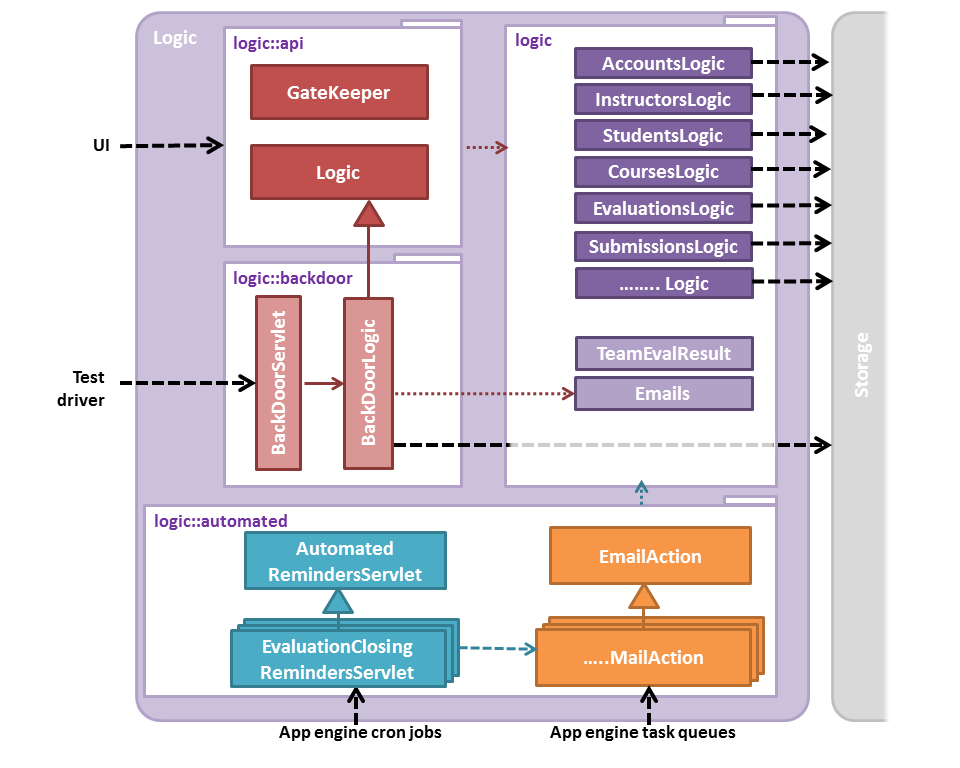 Logic
logic::api
GateKeeper
Logic
UI
logic::backdoor
BackDoorServlet
BackDoorLogic
Test
driver
logic
AccountsLogic
InstructorsLogic
StudentsLogic
CoursesLogic
EvaluationsLogic
SubmissionsLogic
…….. Logic
TeamEvalResult
Emails
Storage
logic::automated
Automated
RemindersServlet
EvaluationClosing
RemindersServlet
EmailAction
…..MailAction
App engine cron jobs
App engine task queues